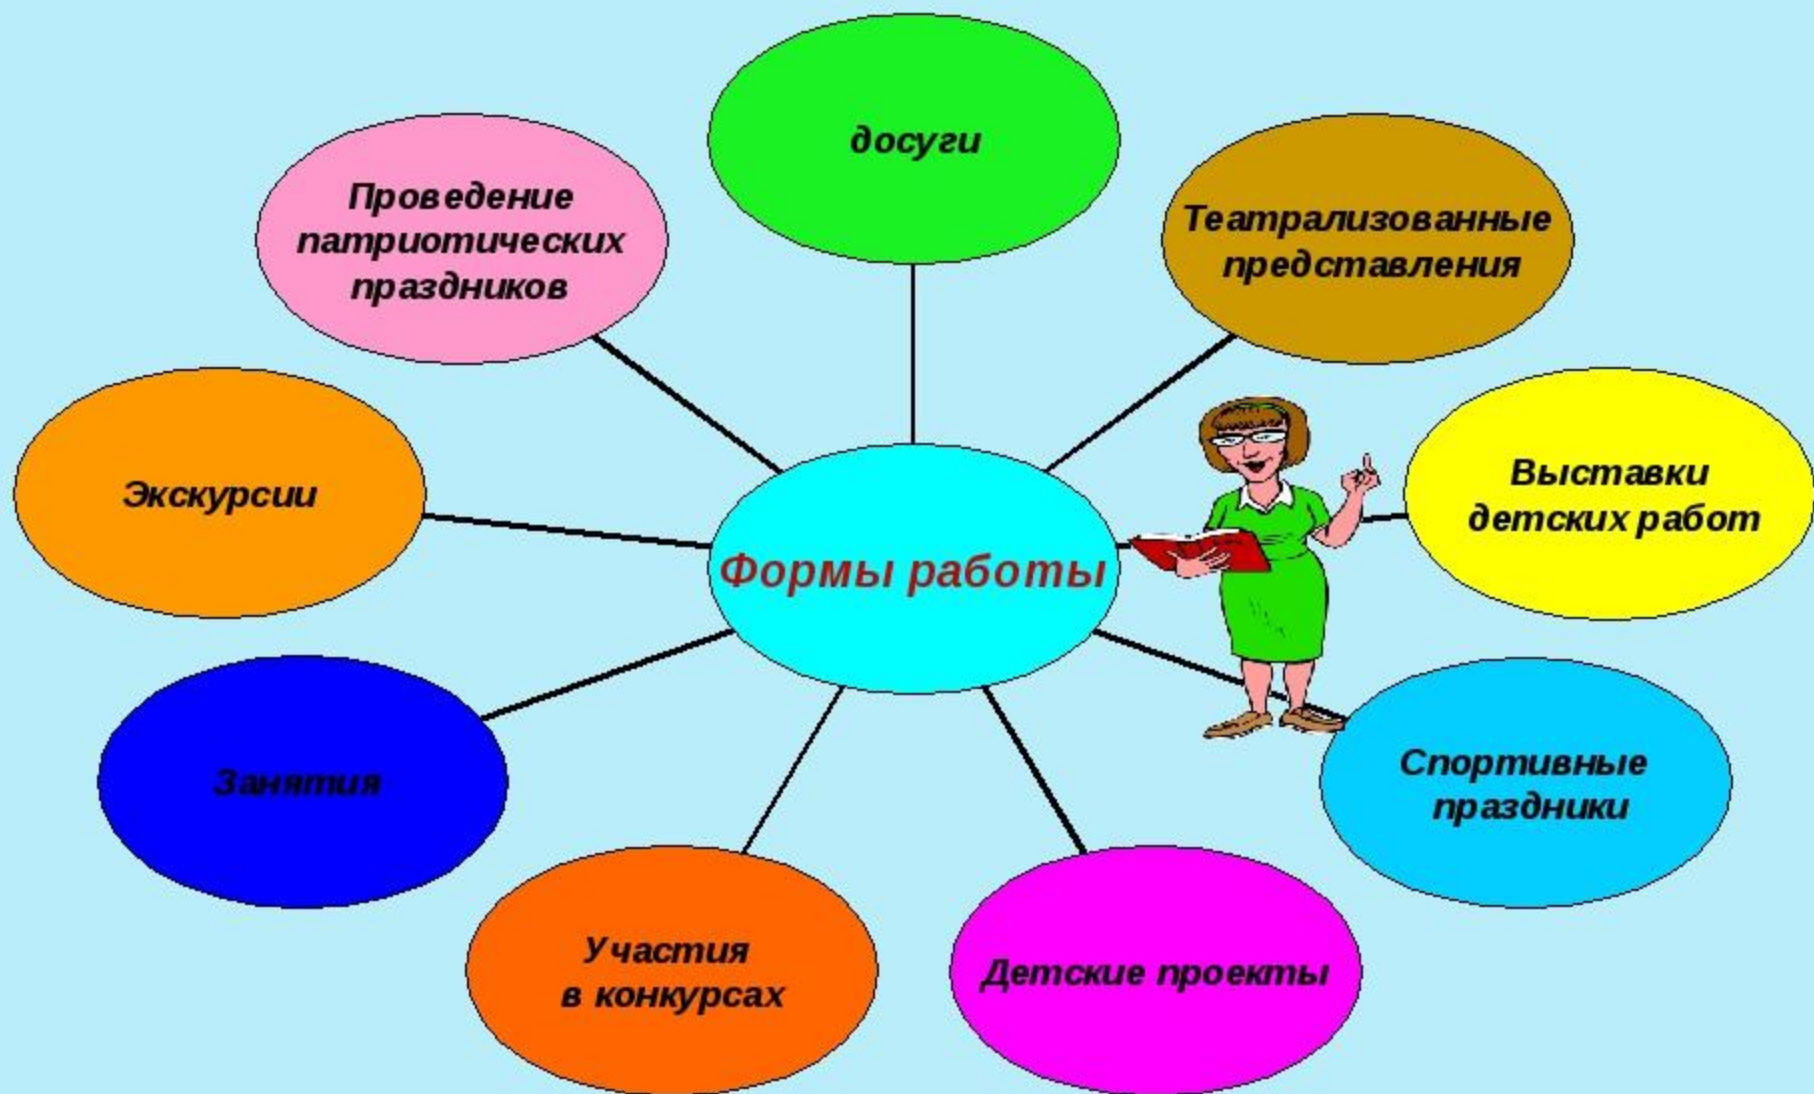 досуги
Проведение
патриотических
праздников
Театрализованные
представления
Экскурсии
Выставки
детских работ
Формы работы
Занятия
Спортивные
праздники
Участия
в конкурсах
Детские проекты